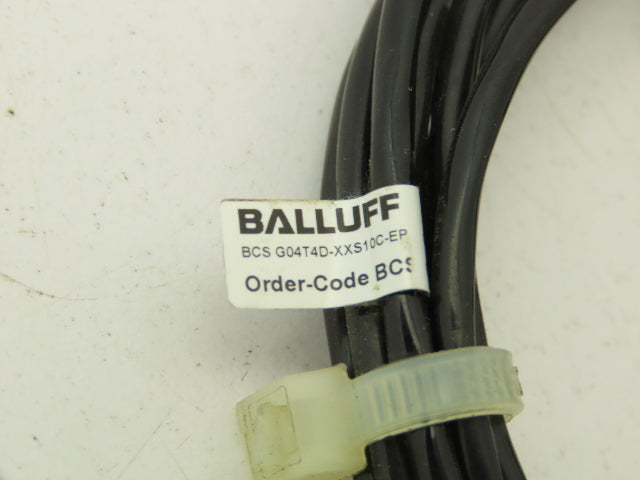 BALLUFF
BCS G04T4D-XXS10C-EP
Order-Code BCS